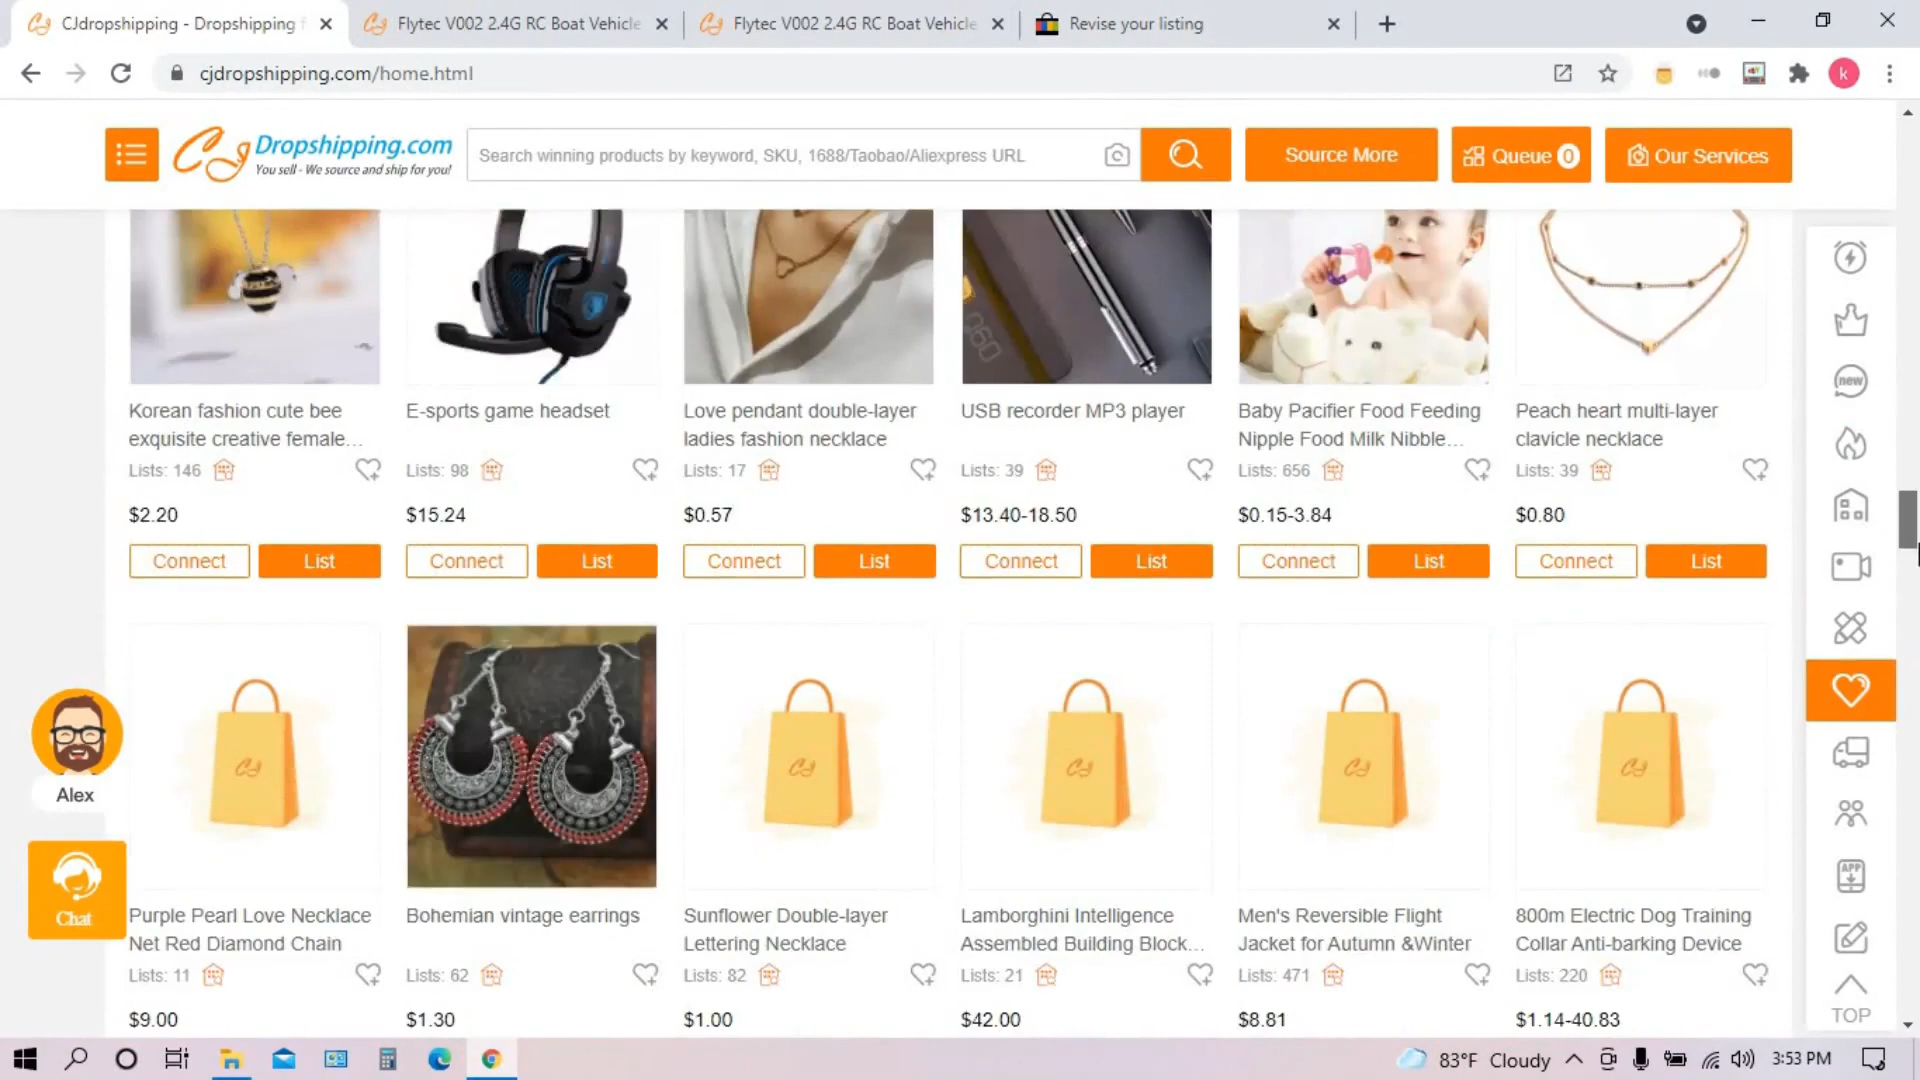 CJdropshipping - Dropshipping f
Flytec V002 2.4G RC Boat Vehicle
Flytec V002 2.4G RC Boat Vehicle
Revise your listing
cjdropshipping.com/home.html
k
CJ Dropshipping.com
You sell - We source and ship for you!
Search winning products by keyword, SKU, 1688/Taobao/Aliexpress URL
Source More
Queue 0
Our Services
Korean fashion cute bee
exquisite creative female...
Lists: 146
$2.20
Connect
List
E-sports game headset
Lists: 98
$15.24
Connect
List
Love pendant double-layer
ladies fashion necklace
Lists: 17
$0.57
Connect
List
USB recorder MP3 player
Lists: 39
$13.40-18.50
Connect
List
Baby Pacifier Food Feeding
Nipple Food Milk Nibble...
Lists: 656
$0.15-3.84
Connect
List
Peach heart multi-layer
clavicle necklace
Lists: 39
$0.80
Connect
List
new
Alex
Chat
CJ
Purple Pearl Love Necklace
Net Red Diamond Chain
Lists: 11
$9.00
Bohemian vintage earrings
Lists: 62
$1.30
CJ
Sunflower Double-layer
Lettering Necklace
Lists: 82
$1.00
CJ
Lamborghini Intelligence
Assembled Building Block...
Lists: 21
$42.00
CJ
Men's Reversible Flight
Jacket for Autumn &Winter
Lists: 471
$8.81
CJ
800m Electric Dog Training
Collar Anti-barking Device
Lists: 220
$1.14-40.83
APP
TOP
83°F Cloudy
3:53 PM